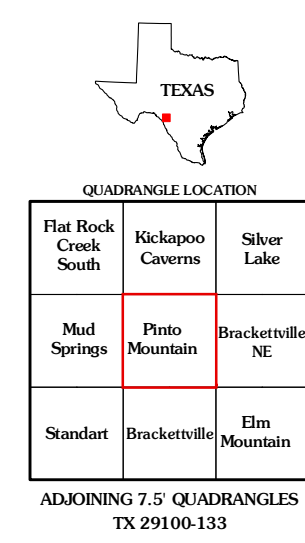 TEXAS
QUADRANGLE LOCATION
Flat Rock
Creek
South
Kickapoo
Caverns
Silver
Lake
Mud
Springs
Pinto
Mountain
Brackettville
NE
Standart
Brackettville
Elm
Mountain
ADJOINING 7.5' QUADRANGLES
TX 29100-133